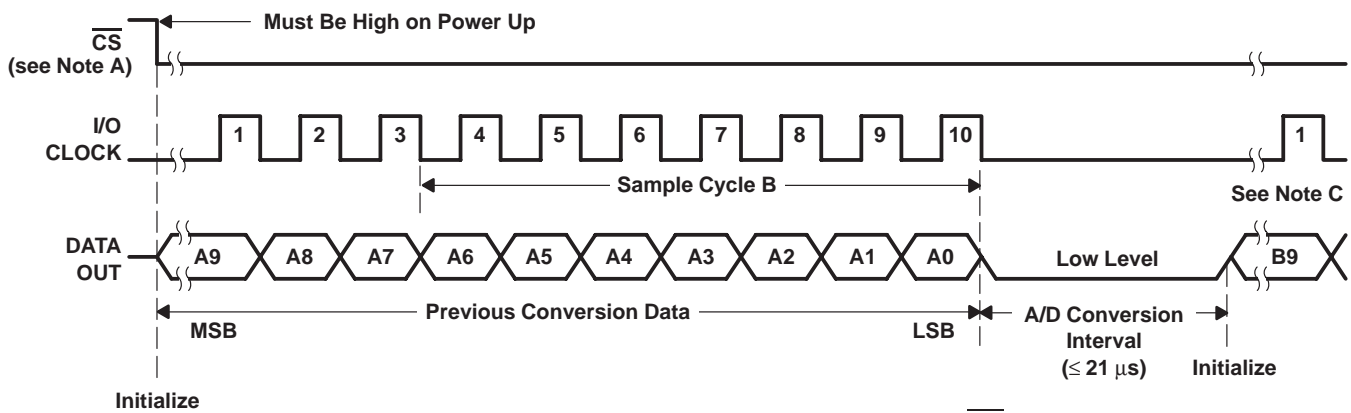 Must Be High on Power Up
CS
(see Note A)
I/O
CLOCK
1 2 3 4 5 6 7 8 9 10 1
Sample Cycle B
See Note C
DATA
OUT
A9 A8 A7 A6 A5 A4 A3 A2 A1 A0 Low Level B9
Previous Conversion Data
MSB LSB
A/D Conversion
Interval
(≤ 21 μs)
Initialize
Initialize